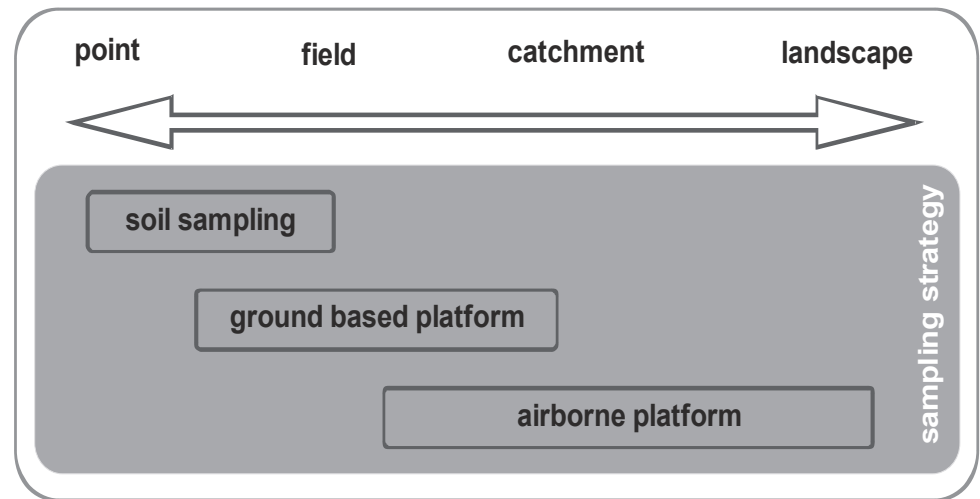 point field catchment landscape
soil sampling
ground based platform
airborne platform
sampling strategy